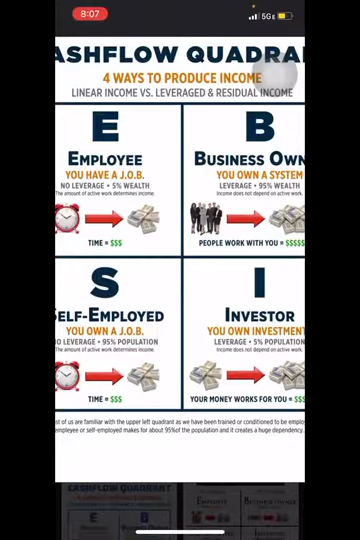 8:07
5G
ASHFLOW QUADRAN
4 WAYS TO PRODUCE INCOME
LINEAR INCOME VS. LEVERAGED & RESIDUAL INCOME
E
EMPLOYEE
YOU HAVE A J.O.B.
NO LEVERAGE • 5% WEALTH
The amount of active work determines income.
TIME = $$$
B
BUSINESS OWN
YOU OWN A SYSTEM
LEVERAGE • 95% WEALTH
Income does not depend on active work.
PEOPLE WORK WITH YOU = $$$$$
S
SELF-EMPLOYED
YOU OWN A J.O.B.
NO LEVERAGE • 95% POPULATION
The amount of active work determines income.
TIME = $$$
I
INVESTOR
YOU OWN INVESTMENT
LEVERAGE • 5% POPULATION
Income does not depend on active work.
YOUR MONEY WORKS FOR YOU = $$$
ost of us are familiar with the upper left quadrant as we have been trained or conditioned to be employ
employee or self-employed makes for about 95% of the population and it creates a huge dependency.
CASHFLOW QUADRANT
E
B